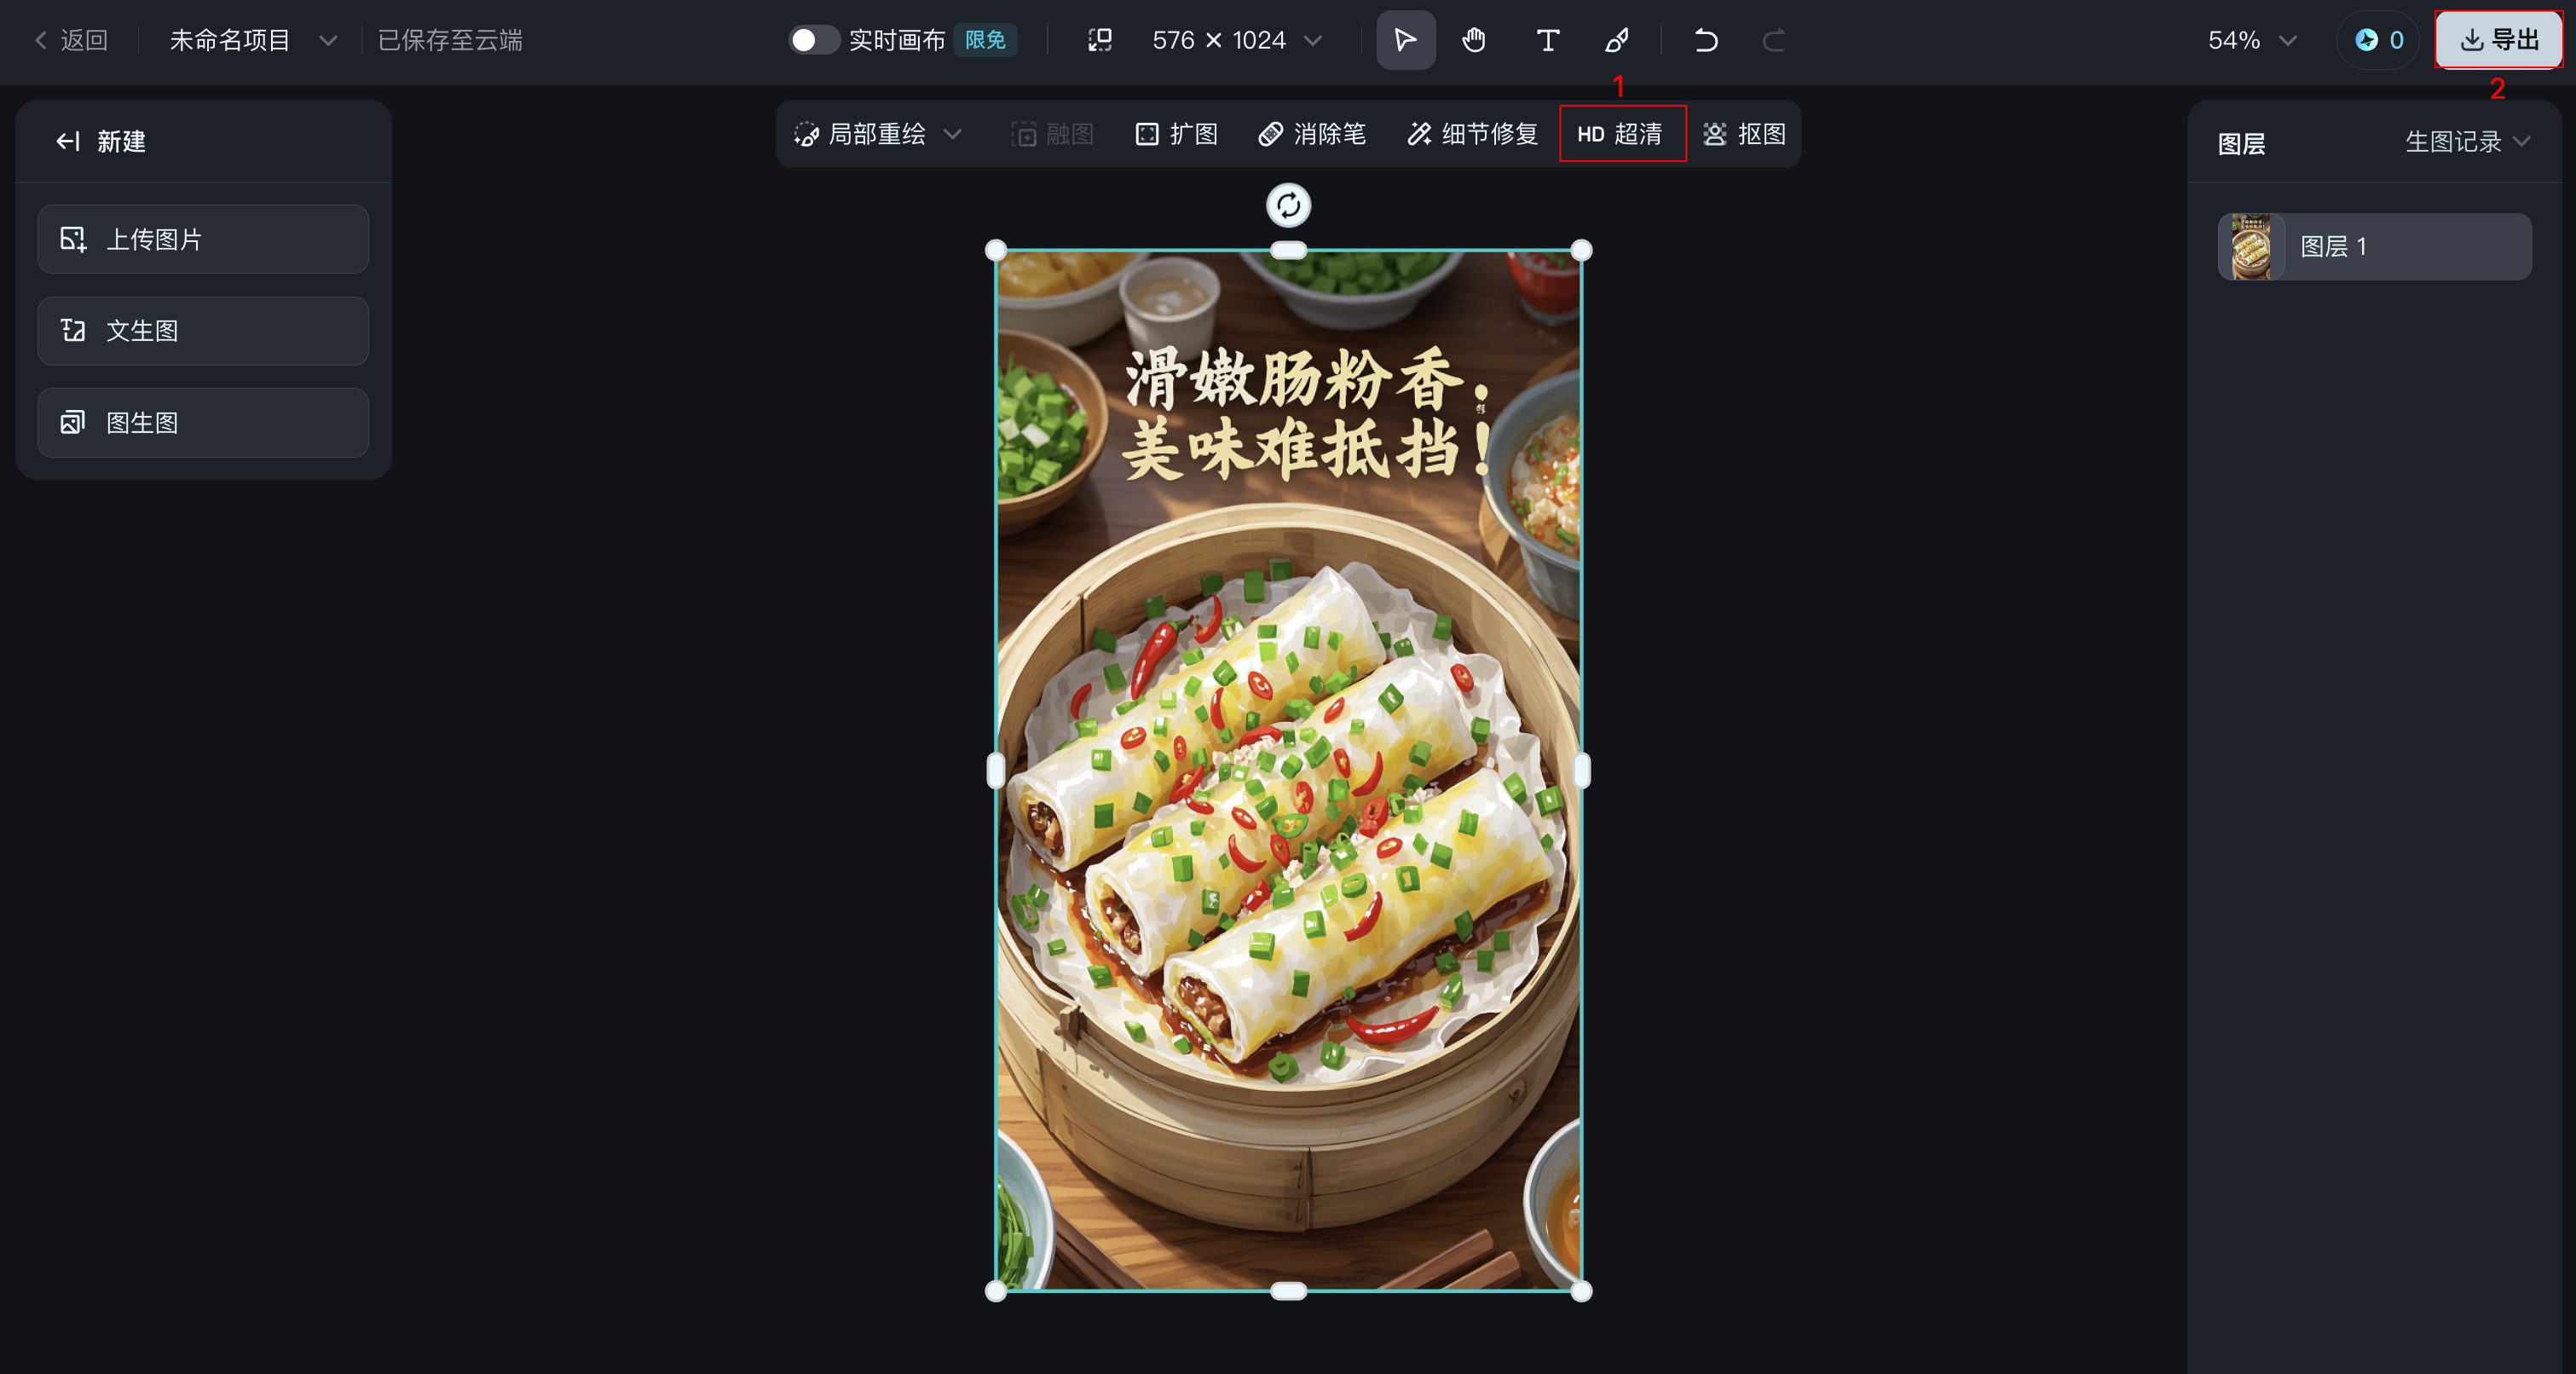 返回
未命名项目
已保存至云端
实时画布 限免
576 × 1024
54%
0
导出
1
2
新建
局部重绘
融图
扩图
消除笔
细节修复
HD 超清
抠图
图层
生图记录
上传图片
图层 1
文生图
图生图
滑嫩肠粉香,
美味难抵挡!